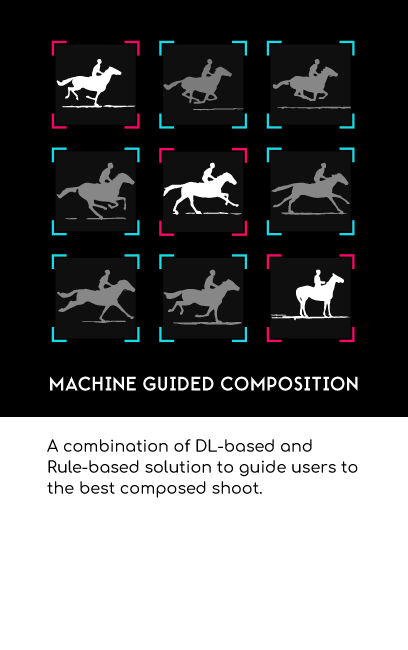 MACHINE GUIDED COMPOSITION
A combination of DL-based and
Rule-based solution to guide users to
the best composed shoot.